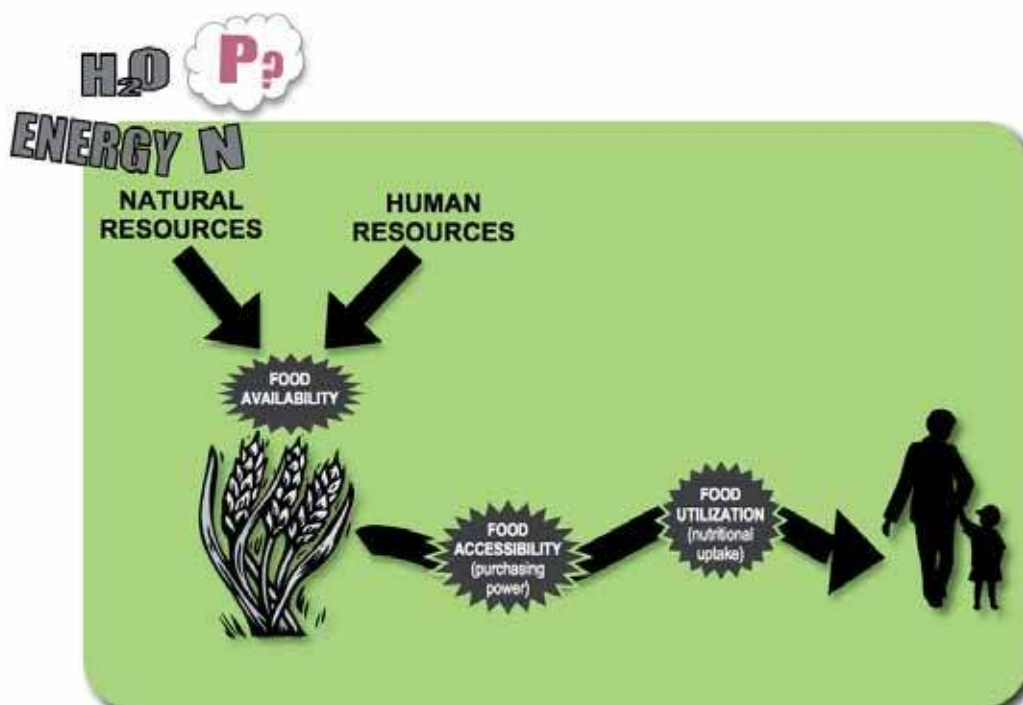 H2O
P?
ENERGY N
NATURAL
RESOURCES
HUMAN
RESOURCES
FOOD
AVAILABILITY
FOOD
ACCESSIBILITY
(purchasing
power)
FOOD
UTILIZATION
(nutritional
uptake)